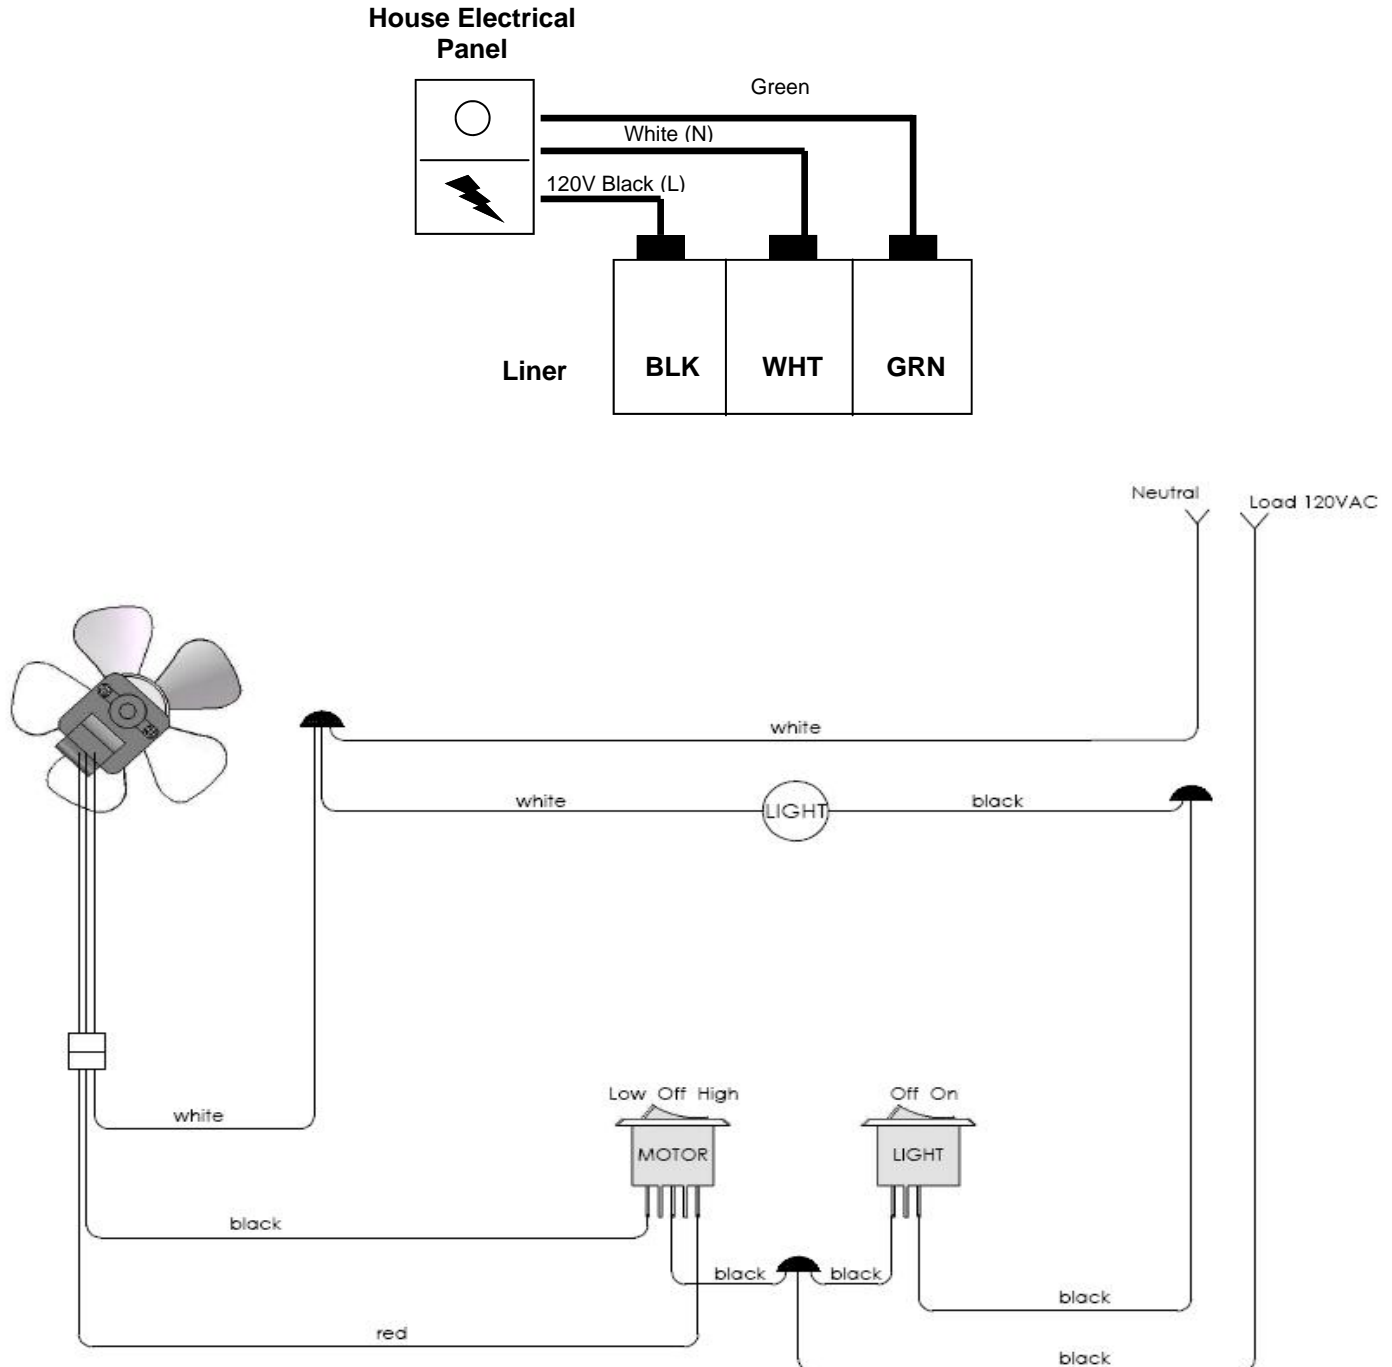 House Electrical
Panel
Green
White (N)
120V Black (L)
Liner
BLK
WHT
GRN
Neutral
Load 120VAC
white
white
LIGHT
black
white
Low Off High
Off On
MOTOR
LIGHT
black
black
black
black
red
black